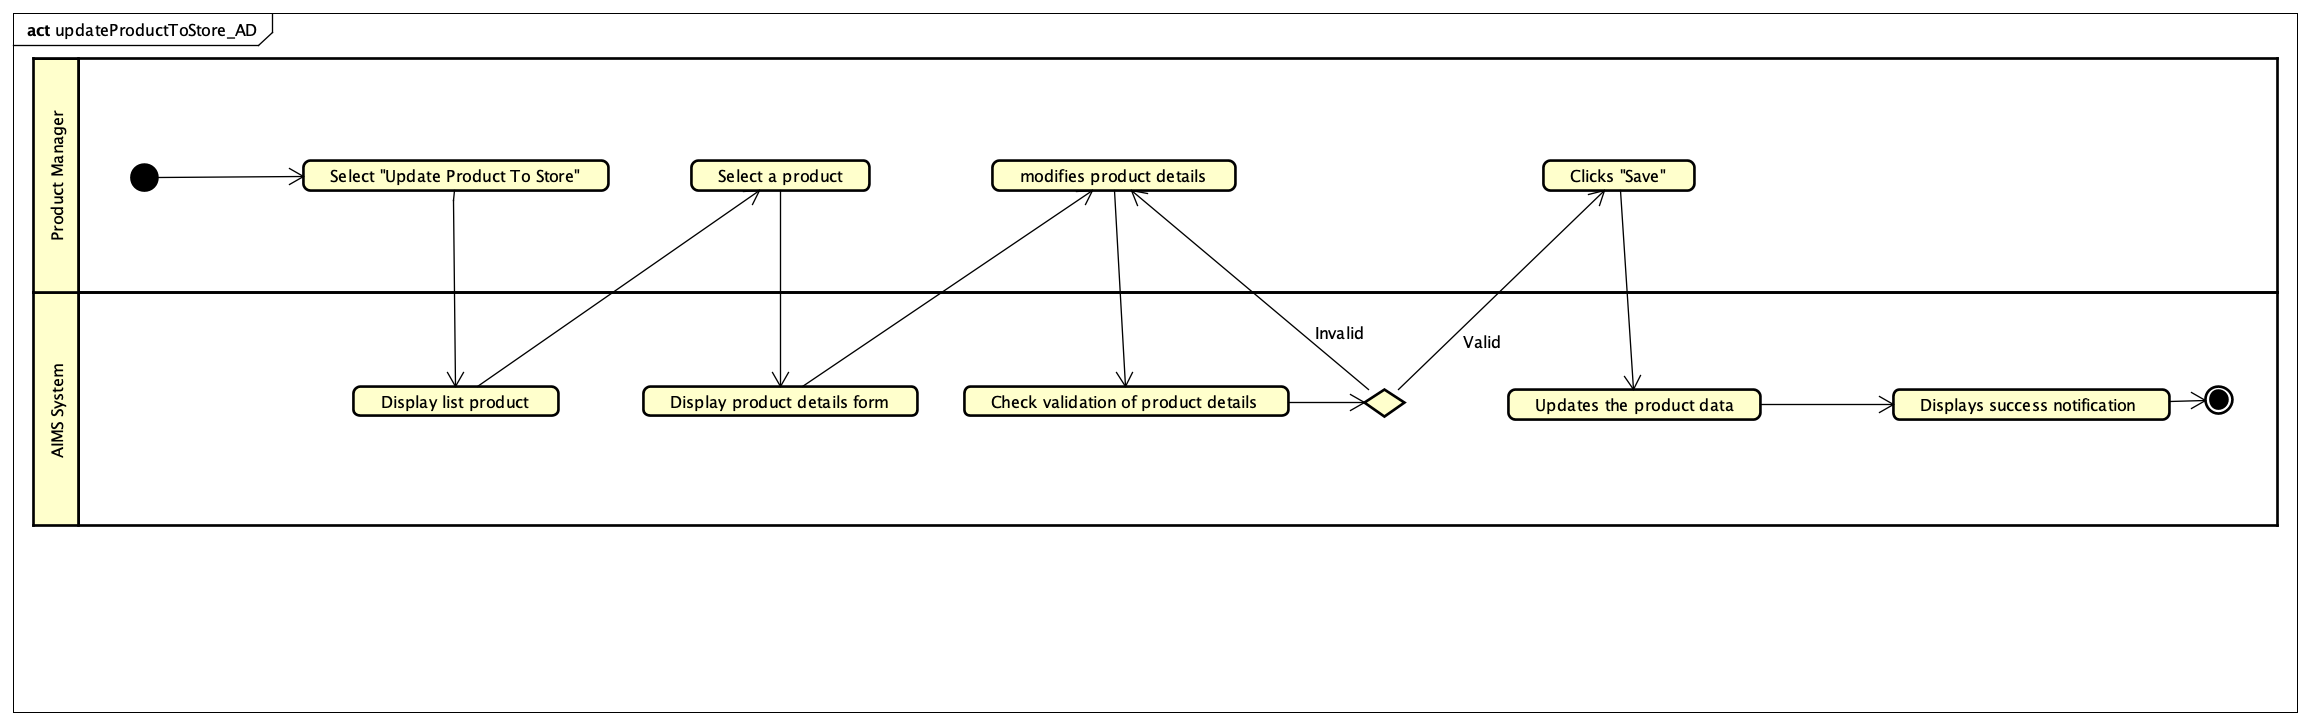 act updateProductToStore_AD
Product Manager
Select "Update Product To Store"
Select a product
modifies product details
Clicks "Save"
Invalid
Valid
AIMS System
Display list product
Display product details form
Check validation of product details
Updates the product data
Displays success notification